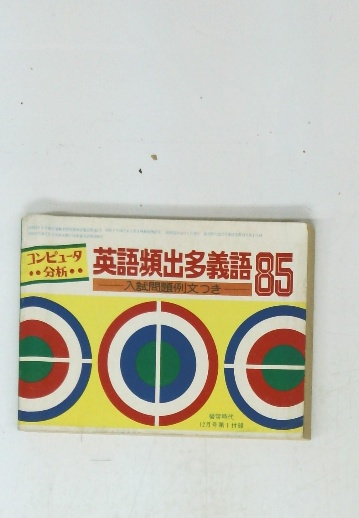 コンピュータ
••分析••
英語頻出多義語85
——入試問題例文つき——
螢雪時代
12月号第1付録